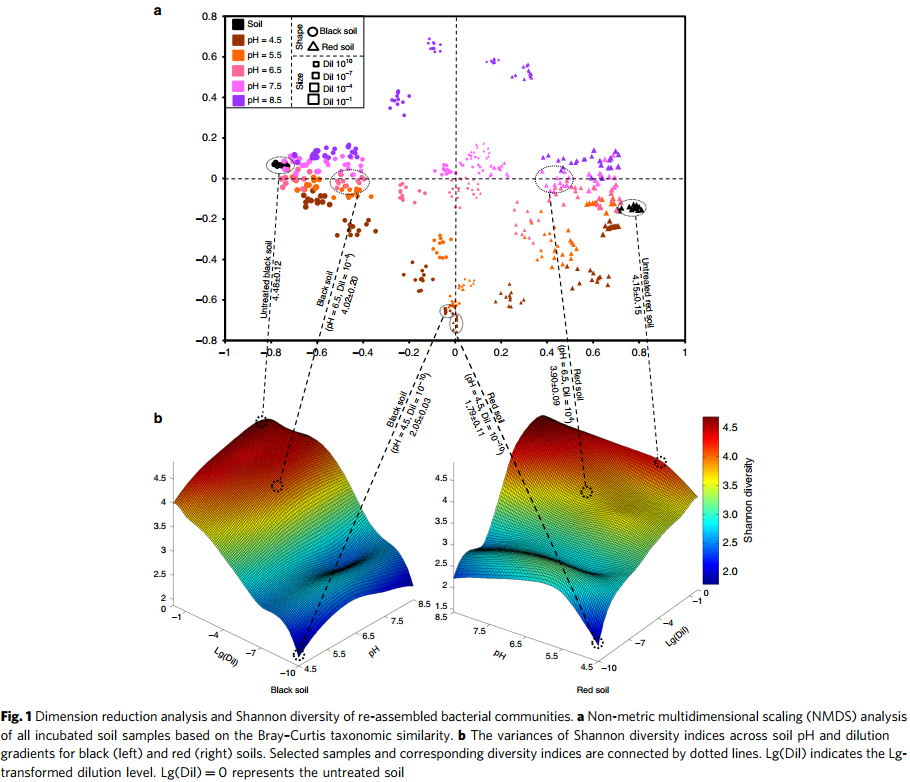 a
0.8
0.6
0.4
0.2
0
−0.2
−0.4
−0.6
−0.8
−1
−0.8
−0.6
−0.4
−0.2
0
0.2
0.4
0.6
0.8
1
Soil
pH = 4.5
pH = 5.5
pH = 6.5
pH = 7.5
pH = 8.5
Shape
Black soil
Red soil
Size
Dil 10¹⁰
Dil 10⁻⁷
Dil 10⁻⁴
Dil 10⁻¹
Untreated black soil
4.48±0.12
Black soil
(pH = 6.5, Dil = 10⁻⁴)
4.02±0.20
Black soil
(pH = 4.5, Dil = 10⁻¹⁰)
2.05±0.03
Red soil
(pH = 4.5, Dil = 10⁻¹⁰)
1.79±0.11
Red soil
(pH = 6.5, Dil = 10
3.90±0.09
Untreated red soil
4.15±0.15
b
4.5
4
3.5
3
2.5
2
0
−1
−4
−7
−10
Lg(Dil)
4.5
5.5
6.5
7.5
8.5
pH
Black soil
4.5
4
3.5
3
2.5
2
1.5
8.5
7.5
6.5
5.5
4.5
pH
−10
−7
−4
−1
0
Lg(Dil)
Red soil
4.5
4.0
3.5
3.0
2.5
2.0
Shannon diversity
Fig. 1 Dimension reduction analysis and Shannon diversity of re-assembled bacterial communities. a Non-metric multidimensional scaling (NMDS) analysis
of all incubated soil samples based on the Bray–Curtis taxonomic similarity. b The variances of Shannon diversity indices across soil pH and dilution
gradients for black (left) and red (right) soils. Selected samples and corresponding diversity indices are connected by dotted lines. Lg(Dil) indicates the Lg-
transformed dilution level. Lg(Dil) = 0 represents the untreated soil